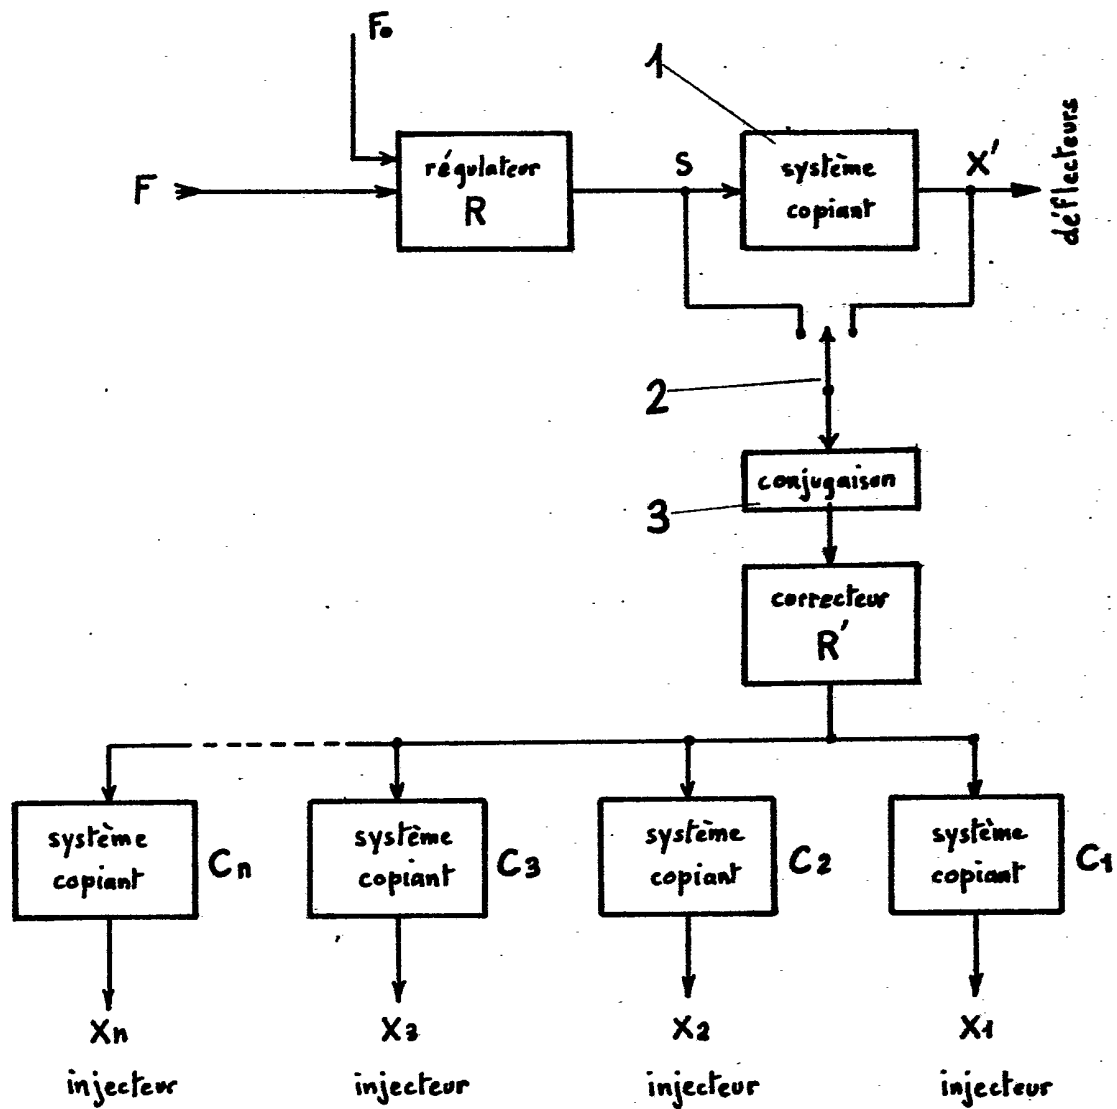 Fo
1
F
régulateur
R
S
système
copiant
X'
déflecteurs
2
3
conjugaison
correcteur
R'
système
copiant
Cn
système
copiant
C3
système
copiant
C2
système
copiant
C1
Xn
X3
X2
X1
injecteur
injecteur
injecteur
injecteur